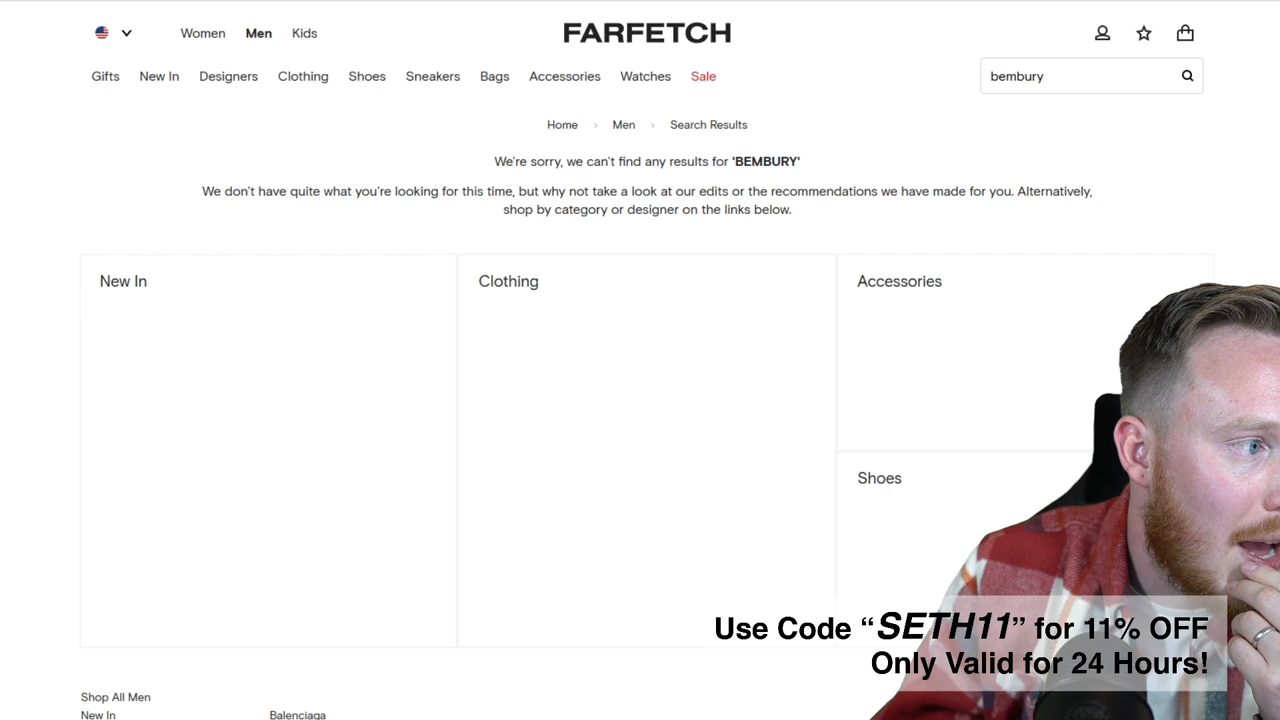 Women Men Kids
FARFETCH
Gifts New In Designers Clothing Shoes Sneakers Bags Accessories Watches Sale
bembury
Home › Men › Search Results
We're sorry, we can't find any results for 'BEMBURY'
We don't have quite what you're looking for this time, but why not take a look at our edits or the recommendations we have made for you. Alternatively,
shop by category or designer on the links below.
New In
Clothing
Accessories
Shoes
Use Code “SETH11” for 11% OFF
Only Valid for 24 Hours!
Shop All Men
New In
Balenciaga